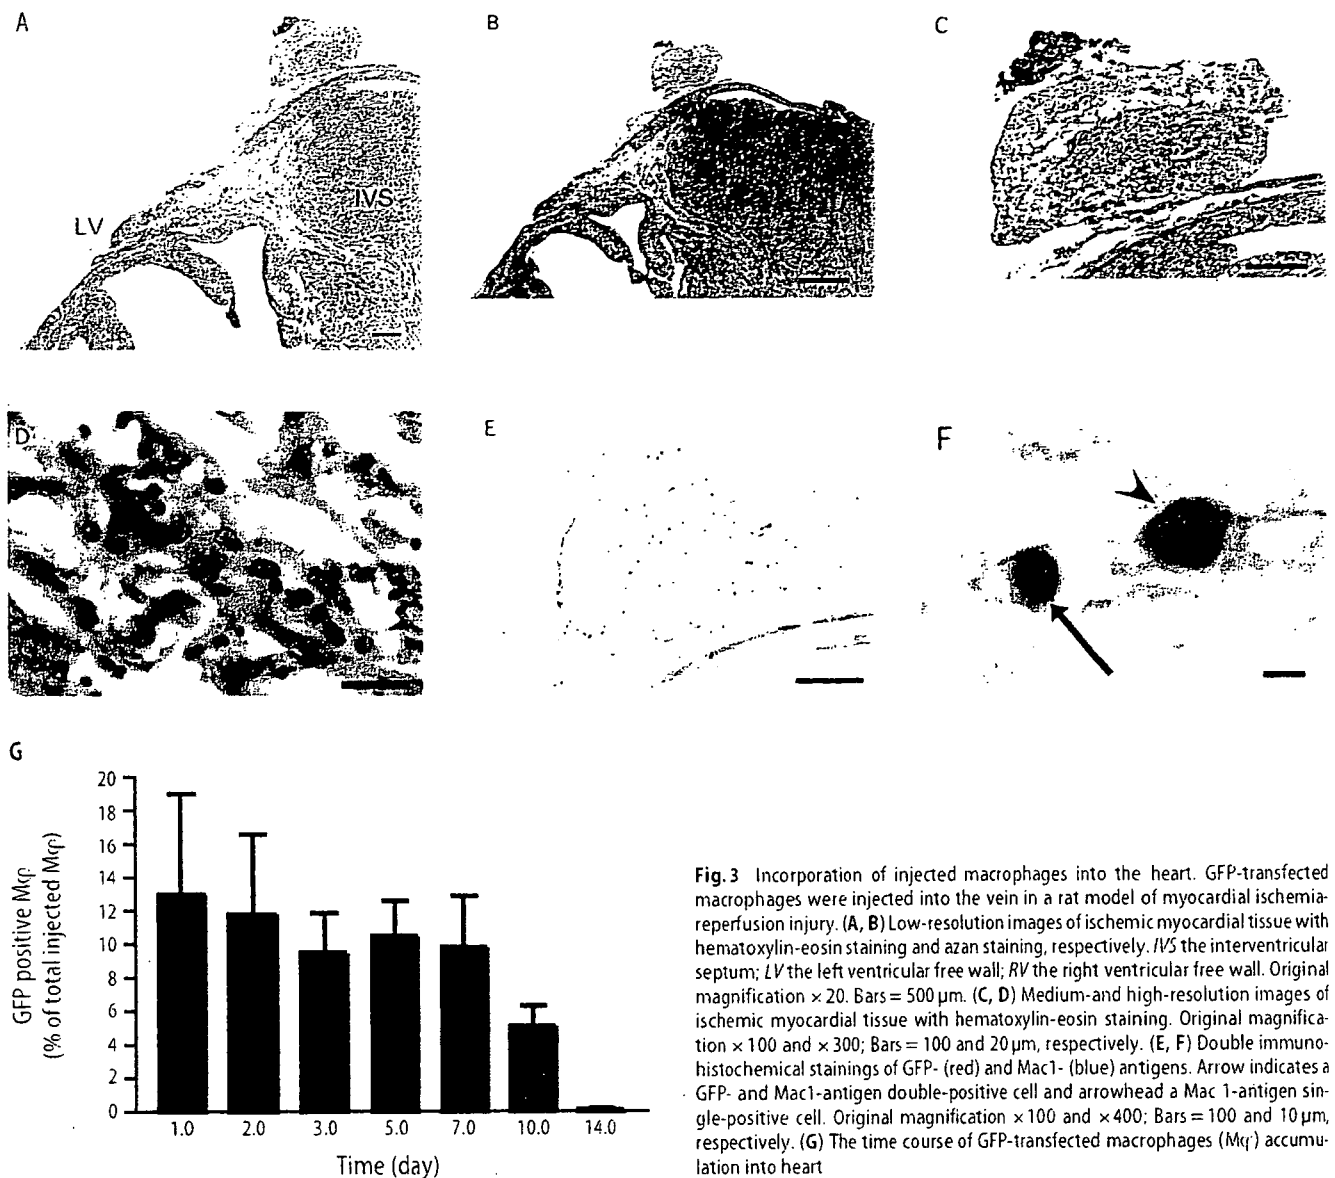 A
B
C
LV
IVS
D
E
F
G
GFP positive Mφ
(% of total injected Mφ)
20
18
16
14
12
10
8
6
4
2
0
1.0 2.0 3.0 5.0 7.0 10.0 14.0
Time (day)
Fig. 3 Incorporation of injected macrophages into the heart. GFP-transfected
macrophages were injected into the vein in a rat model of myocardial ischemia-
reperfusion injury. (A, B) Low-resolution images of ischemic myocardial tissue with
hematoxylin-eosin staining and azan staining, respectively. IVS the interventricular
septum; LV the left ventricular free wall; RV the right ventricular free wall. Original
magnification × 20. Bars = 500 µm. (C, D) Medium-and high-resolution images of
ischemic myocardial tissue with hematoxylin-eosin staining. Original magnifica-
tion × 100 and × 300; Bars = 100 and 20 µm, respectively. (E, F) Double immuno-
histochemical stainings of GFP- (red) and Mac1- (blue) antigens. Arrow indicates a
GFP- and Mac1-antigen double-positive cell and arrowhead a Mac 1-antigen sin-
gle-positive cell. Original magnification ×100 and ×400; Bars = 100 and 10 µm,
respectively. (G) The time course of GFP-transfected macrophages (Mφ) accumu-
lation into heart